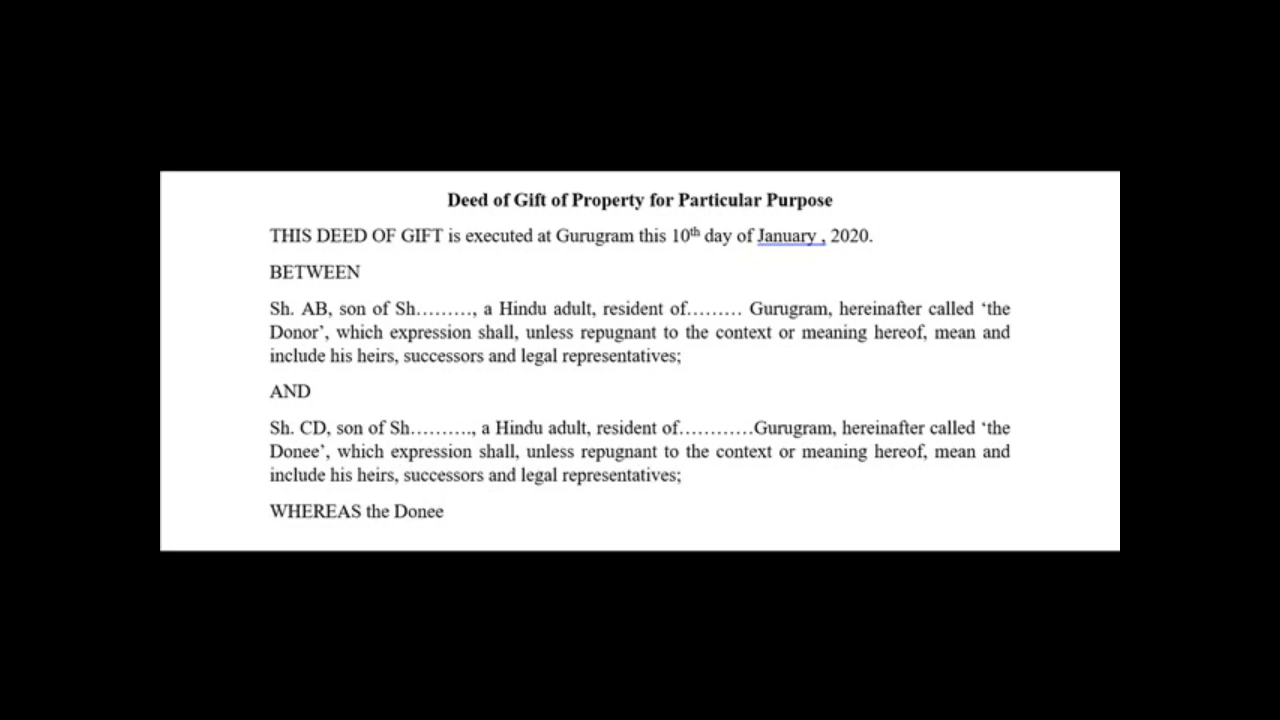 Deed of Gift of Property for Particular Purpose
THIS DEED OF GIFT is executed at Gurugram this 10th day of January , 2020.
BETWEEN
Sh. AB, son of Sh………, a Hindu adult, resident of……… Gurugram, hereinafter called ‘the
Donor’, which expression shall, unless repugnant to the context or meaning hereof, mean and
include his heirs, successors and legal representatives;
AND
Sh. CD, son of Sh………., a Hindu adult, resident of…………Gurugram, hereinafter called ‘the
Donee’, which expression shall, unless repugnant to the context or meaning hereof, mean and
include his heirs, successors and legal representatives;
WHEREAS the Donee